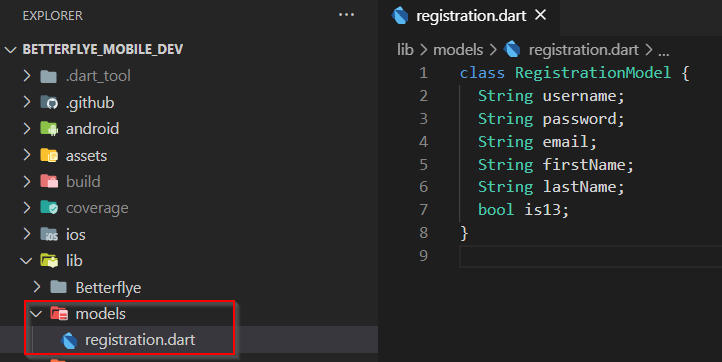 EXPLORER
BETTERFLYE_MOBILE_DEV
.dart_tool
.github
android
assets
build
coverage
ios
lib
Betterflye
models
registration.dart
registration.dart
lib > models > registration.dart > ...
1 class RegistrationModel {
2 String username;
3 String password;
4 String email;
5 String firstName;
6 String lastName;
7 bool is13;
8 }
9